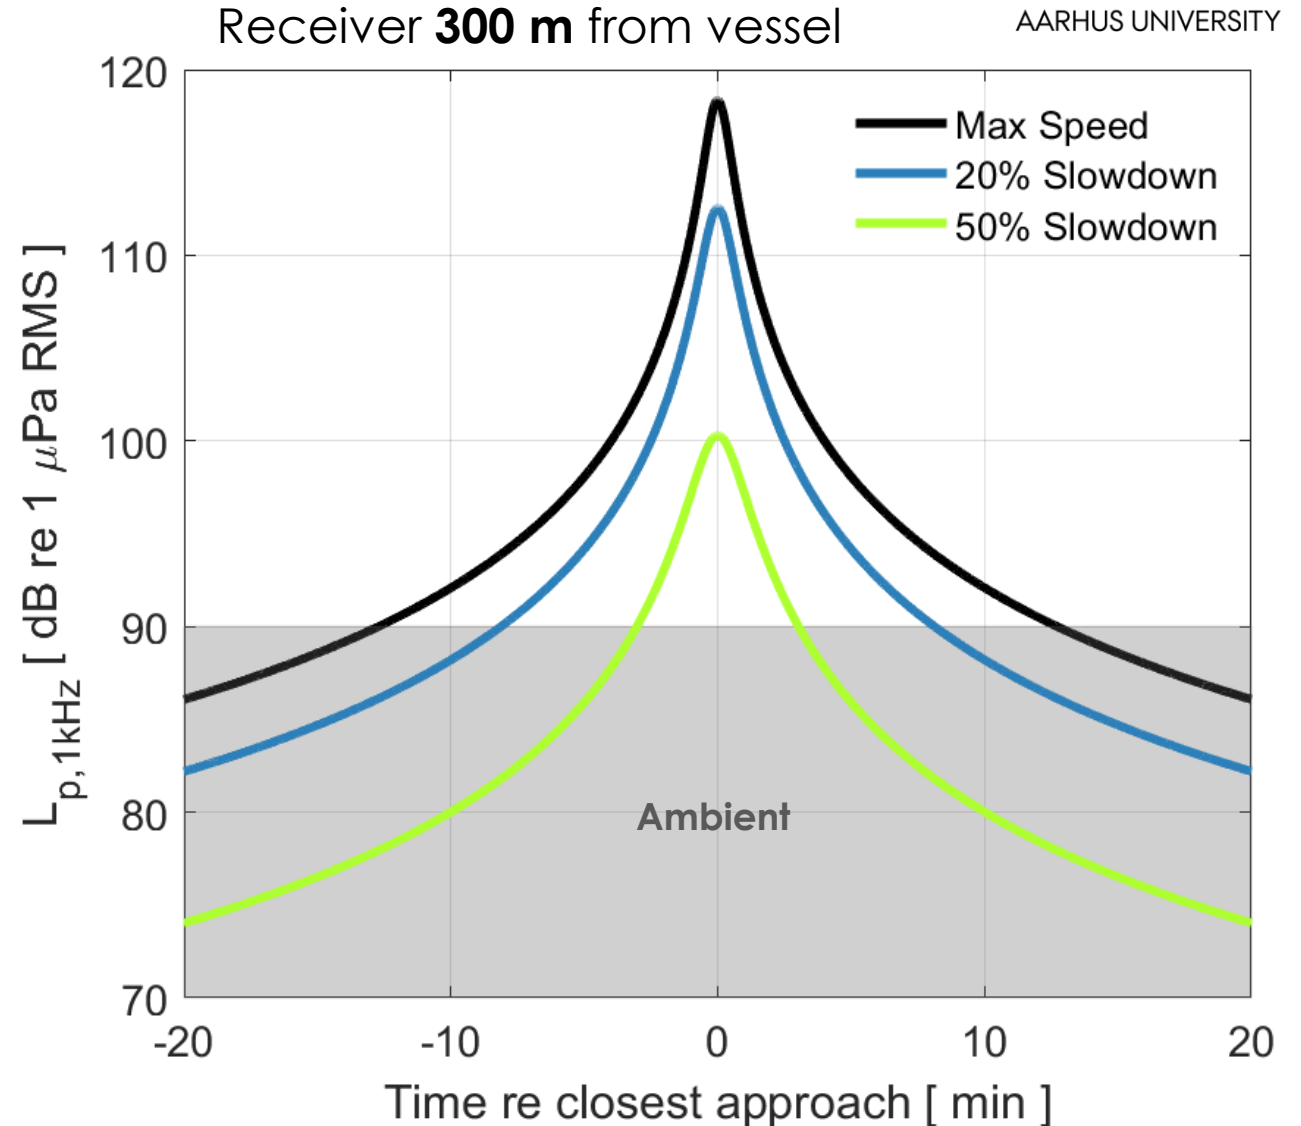 Receiver 300 m from vessel
AARHUS UNIVERSITY
120
110
100
90
80
70
-20
-10
0
10
20
Max Speed
20% Slowdown
50% Slowdown
Ambient
L_p,1kHz [ dB re 1 μPa RMS ]
Time re closest approach [ min ]